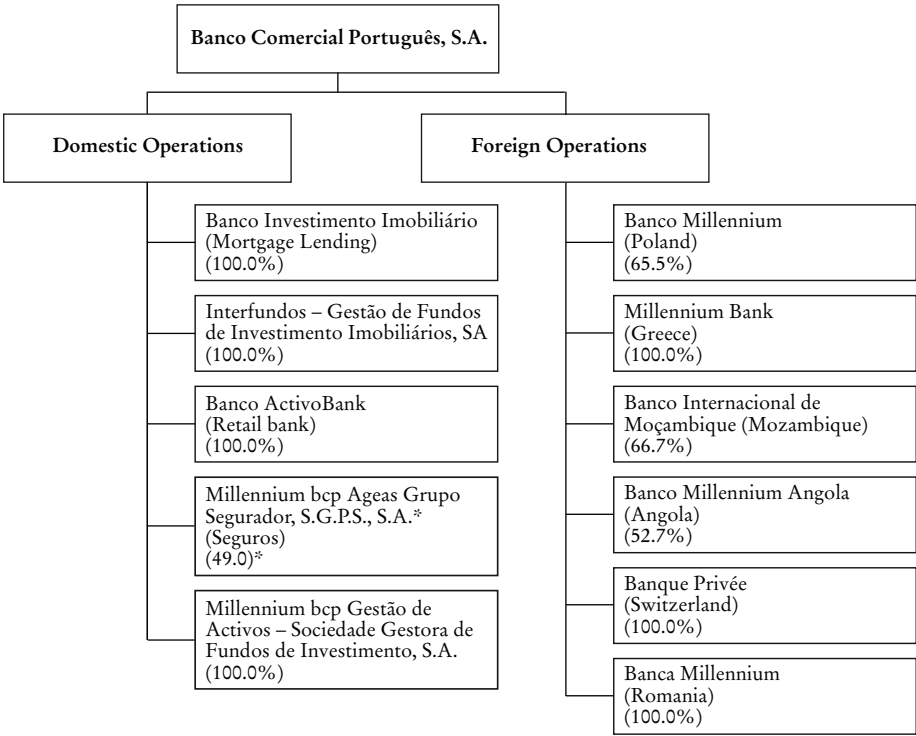 Banco Comercial Português, S.A.
Domestic Operations
Banco Investimento Imobiliário
(Mortgage Lending)
(100.0%)
Interfundos – Gestão de Fundos
de Investimento Imobiliários, SA
(100.0%)
Banco ActivoBank
(Retail bank)
(100.0%)
Millennium bcp Ageas Grupo
Segurador, S.G.P.S., S.A.*
(Seguros)
(49.0)*
Millennium bcp Gestão de
Activos – Sociedade Gestora de
Fundos de Investimento, S.A.
(100.0%)
Foreign Operations
Banco Millennium
(Poland)
(65.5%)
Millennium Bank
(Greece)
(100.0%)
Banco Internacional de
Moçambique (Mozambique)
(66.7%)
Banco Millennium Angola
(Angola)
(52.7%)
Banque Privée
(Switzerland)
(100.0%)
Banca Millennium
(Romania)
(100.0%)